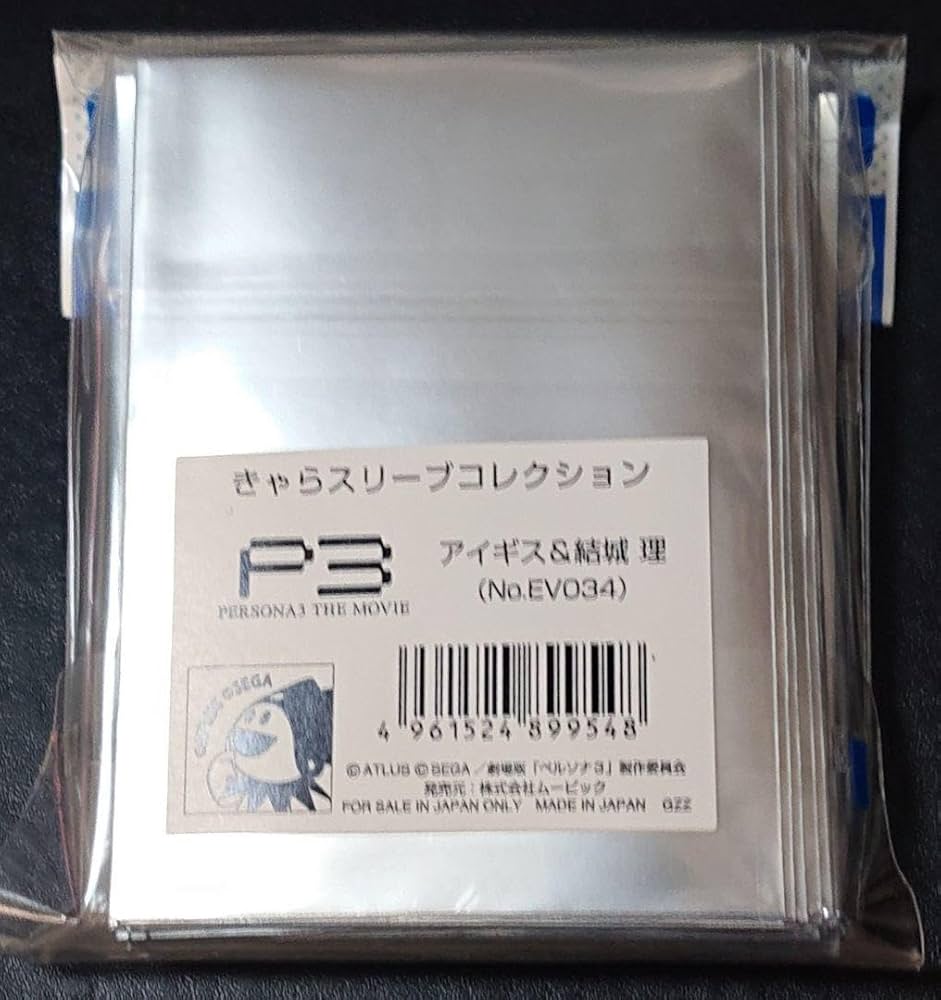 きゃらスリーブコレクション
P3
PERSONA3 THE MOVIE
アイギス&結城 理
(No.EV034)
©SEGA
4 961524 899548
©ATLUS ©SEGA／劇場版「ペルソナ3」製作委員会
発売元：株式会社ムービック
FOR SALE IN JAPAN ONLY MADE IN JAPAN GZZ